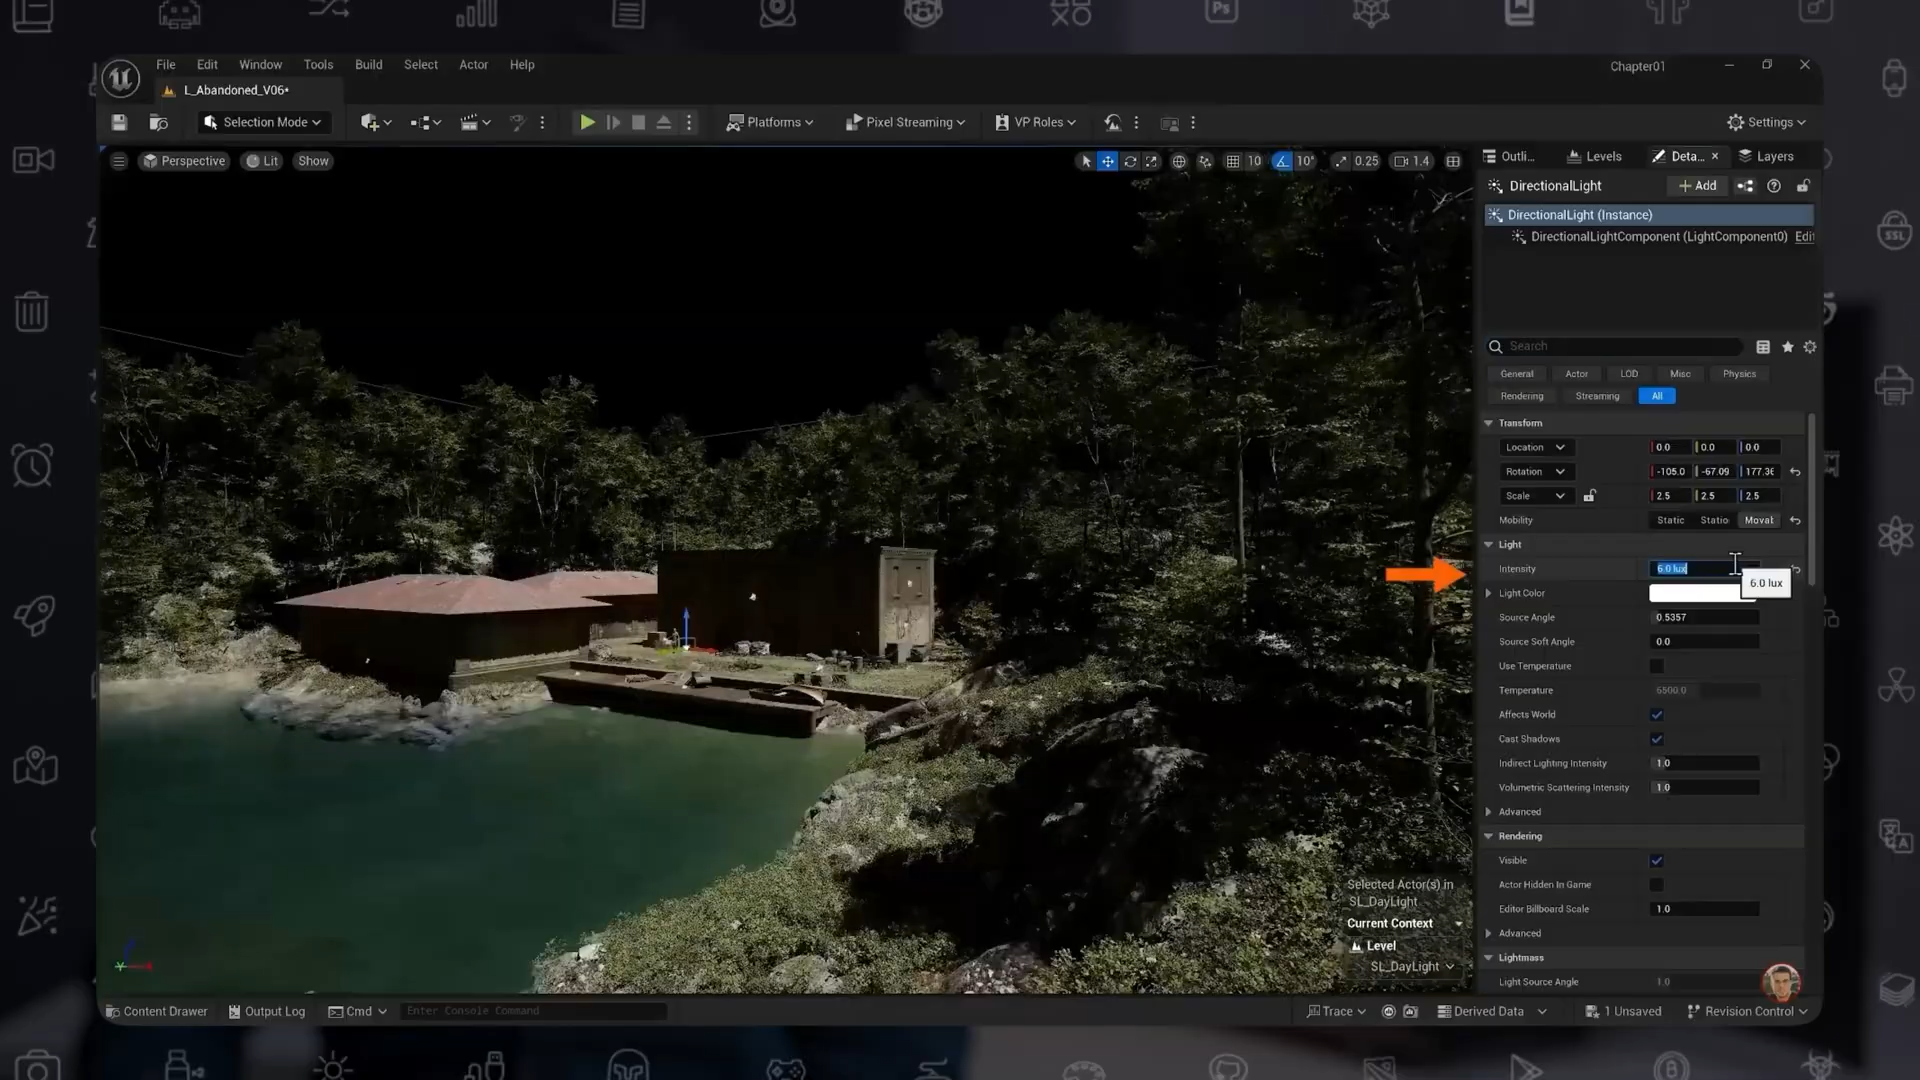 File Edit Window Tools Build Select Actor Help
Chapter01
L_Abandoned_V06•
Selection Mode
Platforms
Pixel Streaming
VP Roles
Settings
Perspective Lit Show
10 10° 0.25 1.4
Outli... Levels Deta... × Layers
DirectionalLight
+ Add
DirectionalLight (Instance)
DirectionalLightComponent (LightComponent0) Edit
Search
General Actor LOD Misc Physics
Rendering Streaming All
Transform
Location 0.0 0.0 0.0
Rotation -105.0 -67.09 177.36
Scale 2.5 2.5 2.5
Mobility Static Statio Movab
Light
Intensity 6.0 lux
6.0 lux
Light Color
Source Angle 0.5357
Source Soft Angle 0.0
Use Temperature
Temperature 6500.0
Affects World
Cast Shadows
Indirect Lighting Intensity 1.0
Volumetric Scattering Intensity 1.0
Advanced
Rendering
Visible
Actor Hidden In Game
Editor Billboard Scale 1.0
Advanced
Lightmass
Light Source Angle 1.0
Selected Actor(s) in
SL_DayLight
Current Context
Level
SL_DayLight
Content Drawer Output Log Cmd Enter Console Command
Trace Derived Data 1 Unsaved Revision Control
Ps
SSL